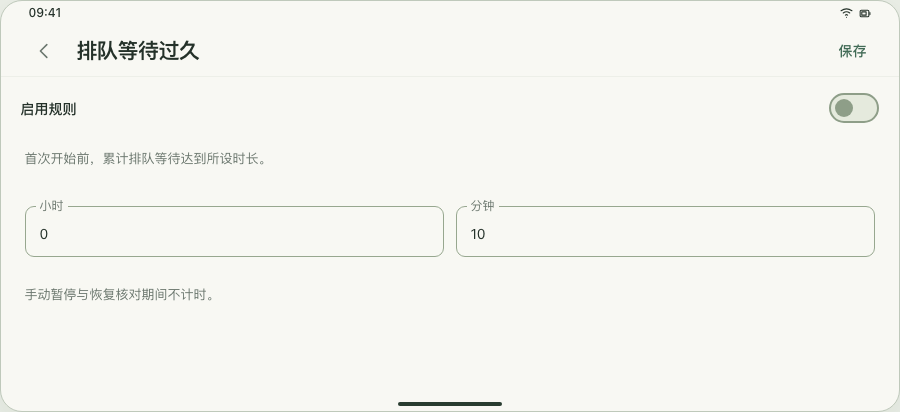 09:41
排队等待过久
保存
启用规则
首次开始前，累计排队等待达到所设时长。
小时
0
分钟
10
手动暂停与恢复核对期间不计时。